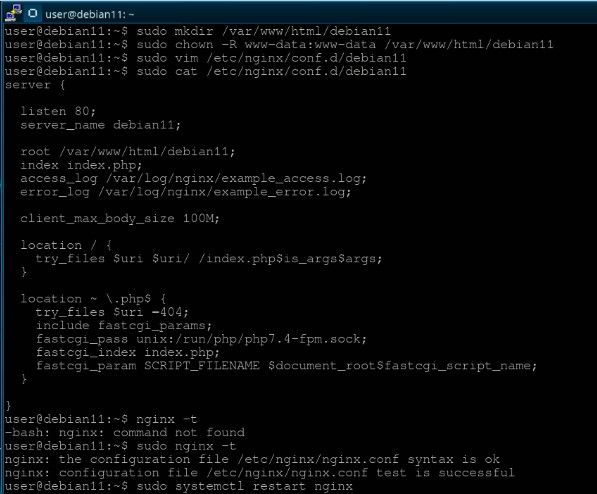 user@debian11: ~
user@debian11:~$ sudo mkdir /var/www/html/debian11
user@debian11:~$ sudo chown -R www-data:www-data /var/www/html/debian11
user@debian11:~$ sudo vim /etc/nginx/conf.d/debian11
user@debian11:~$ sudo cat /etc/nginx/conf.d/debian11
server {
listen 80;
server_name debian11;
root /var/www/html/debian11;
index index.php;
access_log /var/log/nginx/example_access.log;
error_log /var/log/nginx/example_error.log;
client_max_body_size 100M;
location / {
try_files $uri $uri/ /index.php$is_args$args;
}
location ~ \.php$ {
try_files $uri =404;
include fastcgi_params;
fastcgi_pass unix:/run/php/php7.4-fpm.sock;
fastcgi_index index.php;
fastcgi_param SCRIPT_FILENAME $document_root$fastcgi_script_name;
}
}
user@debian11:~$ nginx -t
-bash: nginx: command not found
user@debian11:~$ sudo nginx -t
nginx: the configuration file /etc/nginx/nginx.conf syntax is ok
nginx: configuration file /etc/nginx/nginx.conf test is successful
user@debian11:~$ sudo systemctl restart nginx